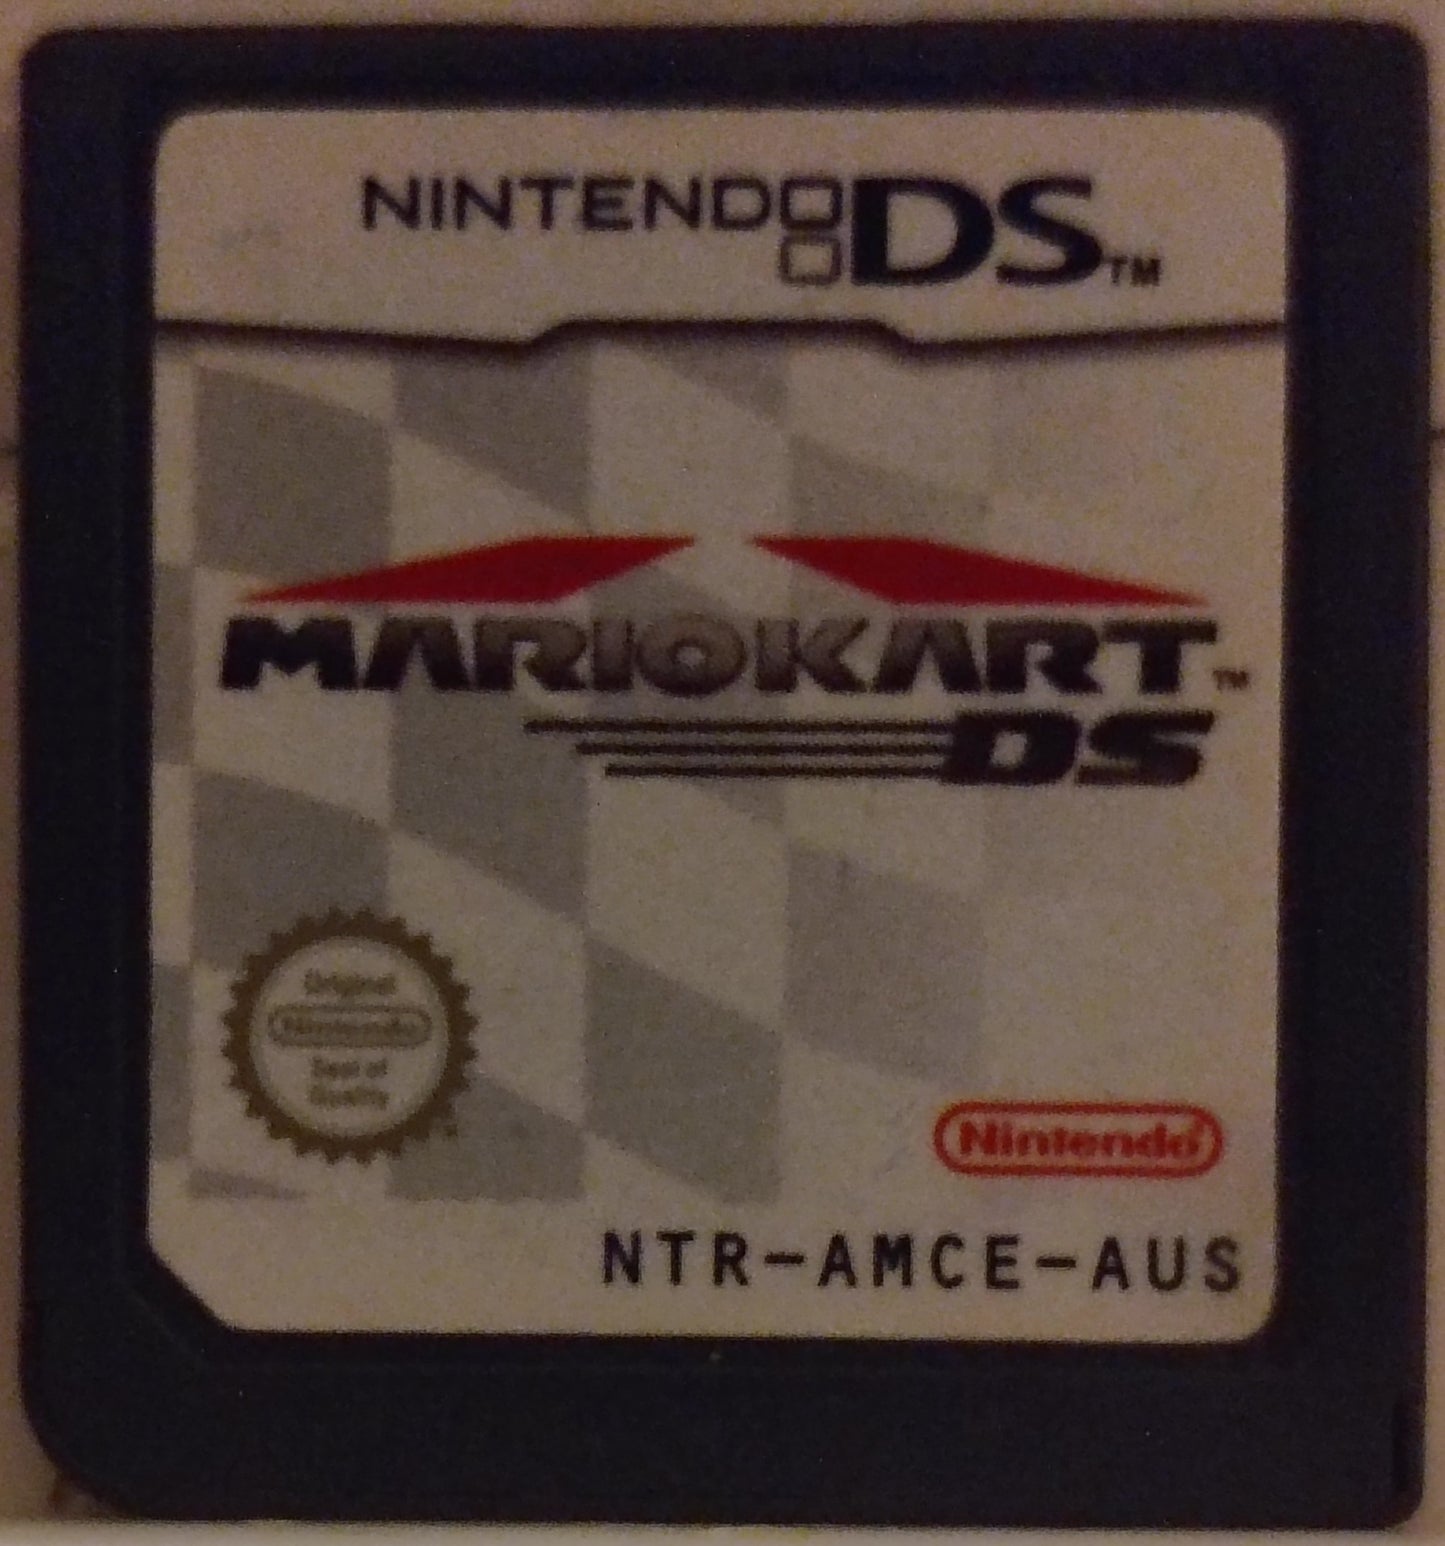 NINTENDO DS™
MARIOKART™
DS
Original
Nintendo
Seal of
Quality
Nintendo®
NTR-AMCE-AUS